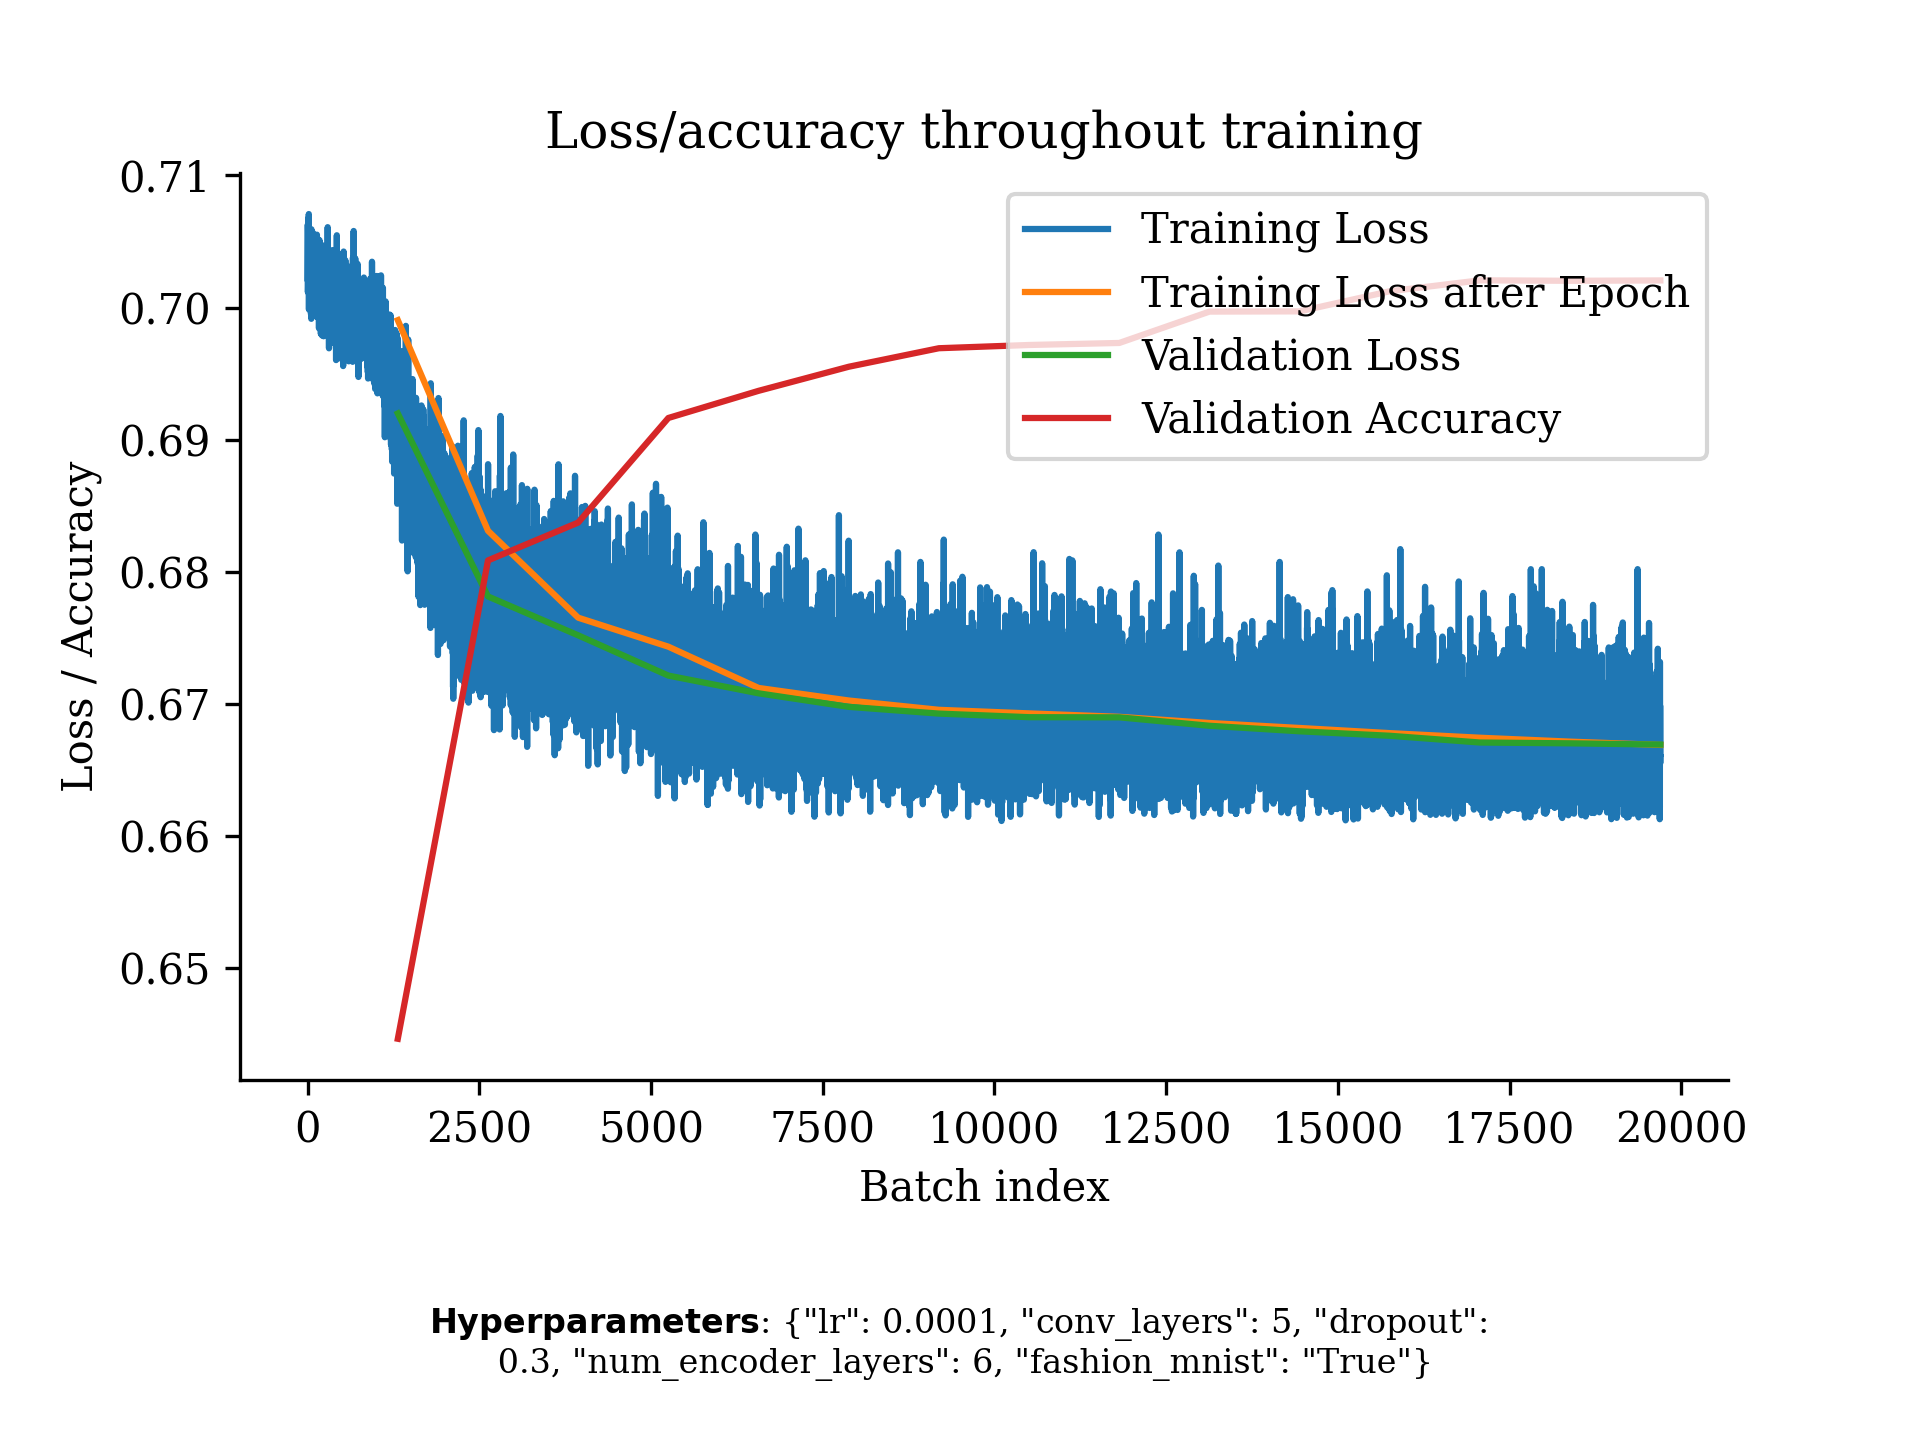 Loss/accuracy throughout training
0.71
0.70
0.69
0.68
0.67
0.66
0.65
Loss / Accuracy
Training Loss
Training Loss after Epoch
Validation Loss
Validation Accuracy
0 2500 5000 7500 10000 12500 15000 17500 20000
Batch index
Hyperparameters: {"lr": 0.0001, "conv_layers": 5, "dropout":
0.3, "num_encoder_layers": 6, "fashion_mnist": "True"}